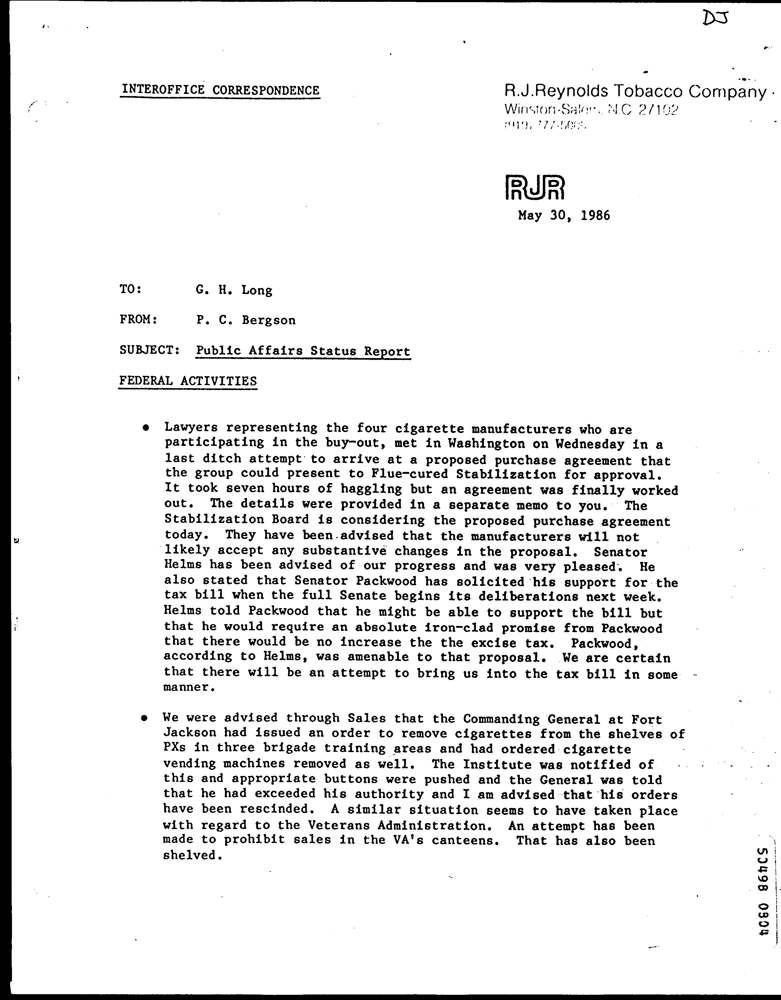 DJ
INTEROFFICE CORRESPONDENCE
R.J.Reynolds Tobacco Company
Winston-Salem, N.C. 27102
RJR
May 30, 1986
TO: G. H. Long
FROM: P. C. Bergson
SUBJECT: Public Affairs Status Report
FEDERAL ACTIVITIES
• Lawyers representing the four cigarette manufacturers who are
participating in the buy-out, met in Washington on Wednesday in a
last ditch attempt to arrive at a proposed purchase agreement that
the group could present to Flue-cured Stabilization for approval.
It took seven hours of haggling but an agreement was finally worked
out. The details were provided in a separate memo to you. The
Stabilization Board is considering the proposed purchase agreement
today. They have been advised that the manufacturers will not
likely accept any substantive changes in the proposal. Senator
Helms has been advised of our progress and was very pleased. He
also stated that Senator Packwood has solicited his support for the
tax bill when the full Senate begins its deliberations next week.
Helms told Packwood that he might be able to support the bill but
that he would require an absolute iron-clad promise from Packwood
that there would be no increase the the excise tax. Packwood,
according to Helms, was amenable to that proposal. We are certain
that there will be an attempt to bring us into the tax bill in some
manner.
• We were advised through Sales that the Commanding General at Fort
Jackson had issued an order to remove cigarettes from the shelves of
PXs in three brigade training areas and had ordered cigarette
vending machines removed as well. The Institute was notified of
this and appropriate buttons were pushed and the General was told
that he had exceeded his authority and I am advised that his orders
have been rescinded. A similar situation seems to have taken place
with regard to the Veterans Administration. An attempt has been
made to prohibit sales in the VA's canteens. That has also been
shelved.